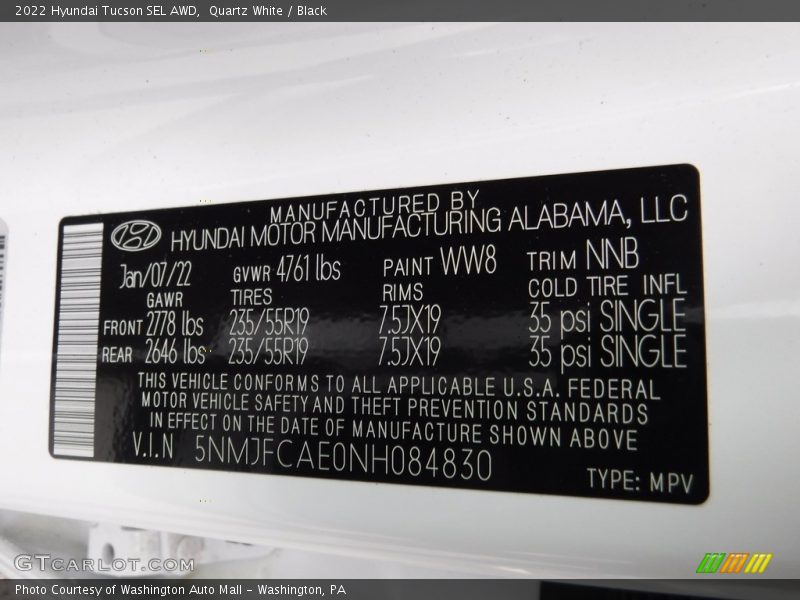 2022 Hyundai Tucson SEL AWD, Quartz White / Black
MANUFACTURED BY
HYUNDAI MOTOR MANUFACTURING ALABAMA, LLC
Jan/07/22 GVWR 4761 lbs PAINT WW8 TRIM NNB
GAWR TIRES RIMS COLD TIRE INFL
FRONT 2778 lbs 235/55R19 7.5JX19 35 psi SINGLE
REAR 2646 lbs 235/55R19 7.5JX19 35 psi SINGLE
THIS VEHICLE CONFORMS TO ALL APPLICABLE U.S.A. FEDERAL
MOTOR VEHICLE SAFETY AND THEFT PREVENTION STANDARDS
IN EFFECT ON THE DATE OF MANUFACTURE SHOWN ABOVE
V.I.N 5NMJFCAE0NH084830
TYPE: MPV
GTCARLOT.COM
Photo Courtesy of Washington Auto Mall - Washington, PA